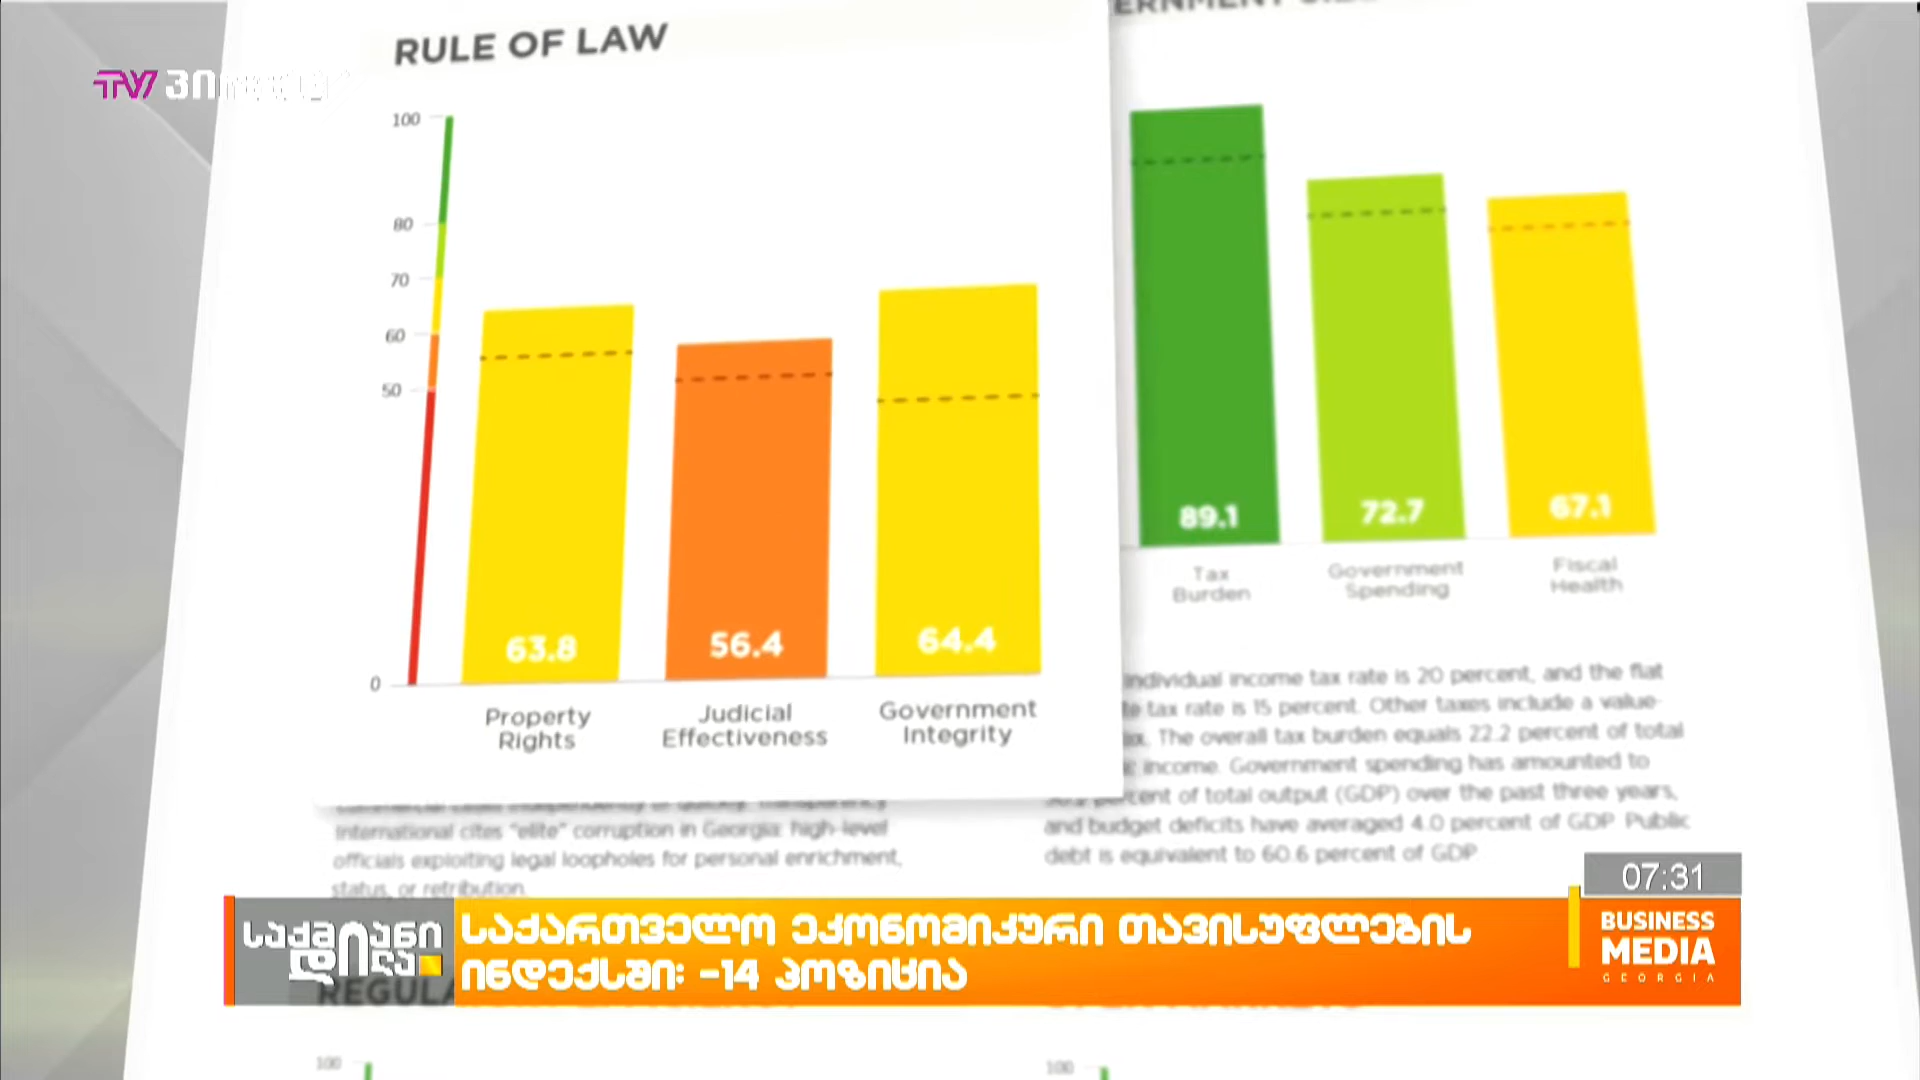 RULE OF LAW
TV პირველი
100
80
70
60
50
0
63.8
56.4
64.4
Property
Rights
Judicial
Effectiveness
Government
Integrity
89.1
72.7
67.1
Tax
Burden
Government
Spending
Fiscal
Health
individual income tax rate is 20 percent, and the flat
tax rate is 15 percent. Other taxes include a value-
The overall tax burden equals 22.2 percent of total
income. Government spending has amounted to
percent of total output (GDP) over the past three years,
and budget deficits have averaged 4.0 percent of GDP. Public
debt is equivalent to 60.6 percent of GDP.
International cites "elite" corruption in Georgia: high-level
officials exploiting legal loopholes for personal enrichment,
status, or retribution.
07:31
საქმიანი
დილა
საქართველო ეკონომიკური თავისუფლების
ინდექსში: -14 პოზიცია
BUSINESS
MEDIA
GEORGIA
100
100